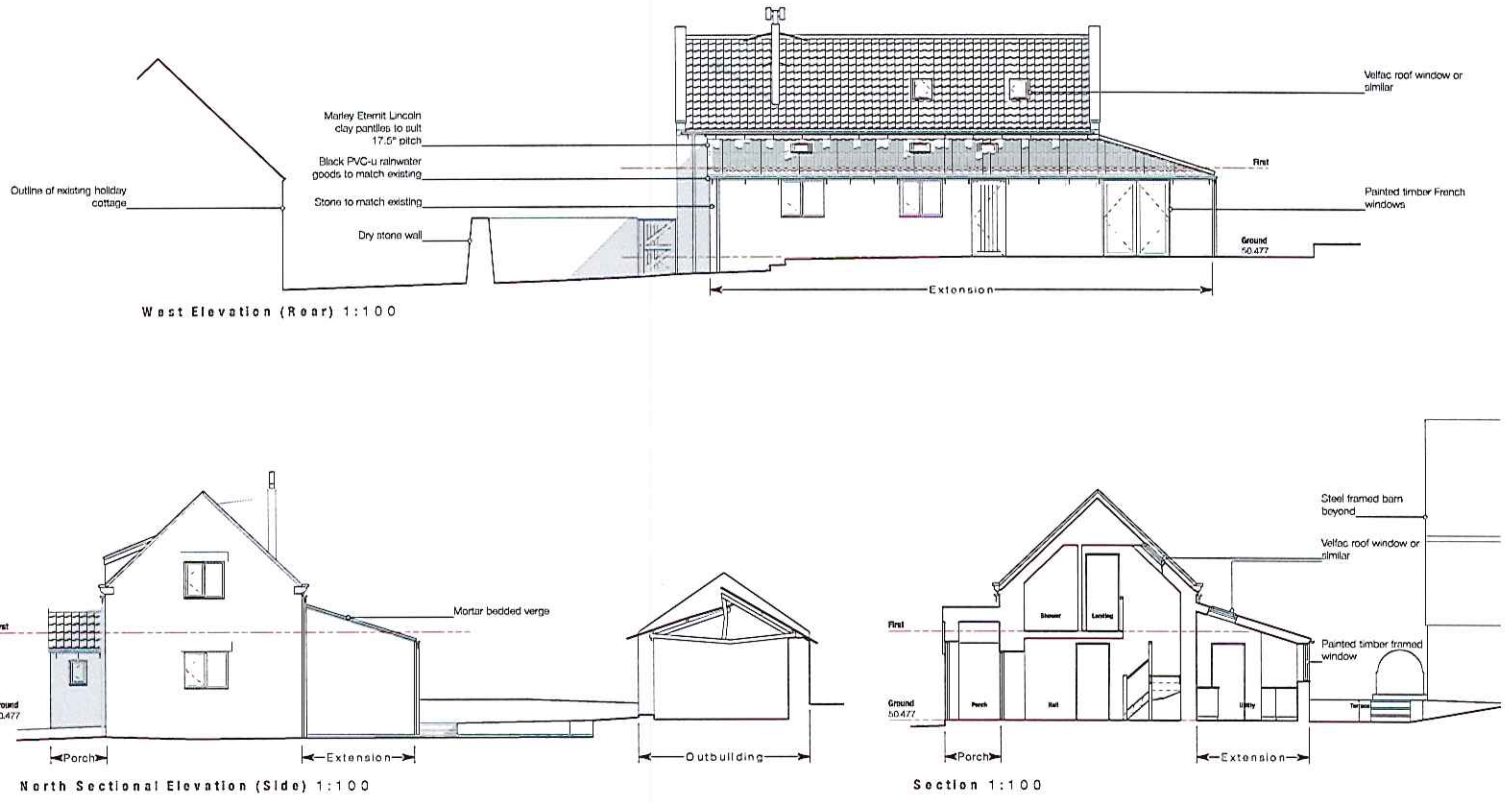 Marley Eternit Lincoln
clay pantiles to suit
17.5° pitch
Black PVC-u rainwater
goods to match existing
Outline of existing holiday
cottage
Stone to match existing
Dry stone wall
Velfac roof window or
similar
First
Painted timber French
windows
Ground
50.477
Extension
West Elevation (Rear) 1:100
Mortar bedded verge
Ground
Porch
Extension
Outbuilding
North Sectional Elevation (Side) 1:100
Steel framed barn
beyond
Velfac roof window or
similar
Shower
Landing
First
Painted timber framed
window
Ground
50.477
Porch
Hall
Utility
Terrace
Porch
Extension
Section 1:100